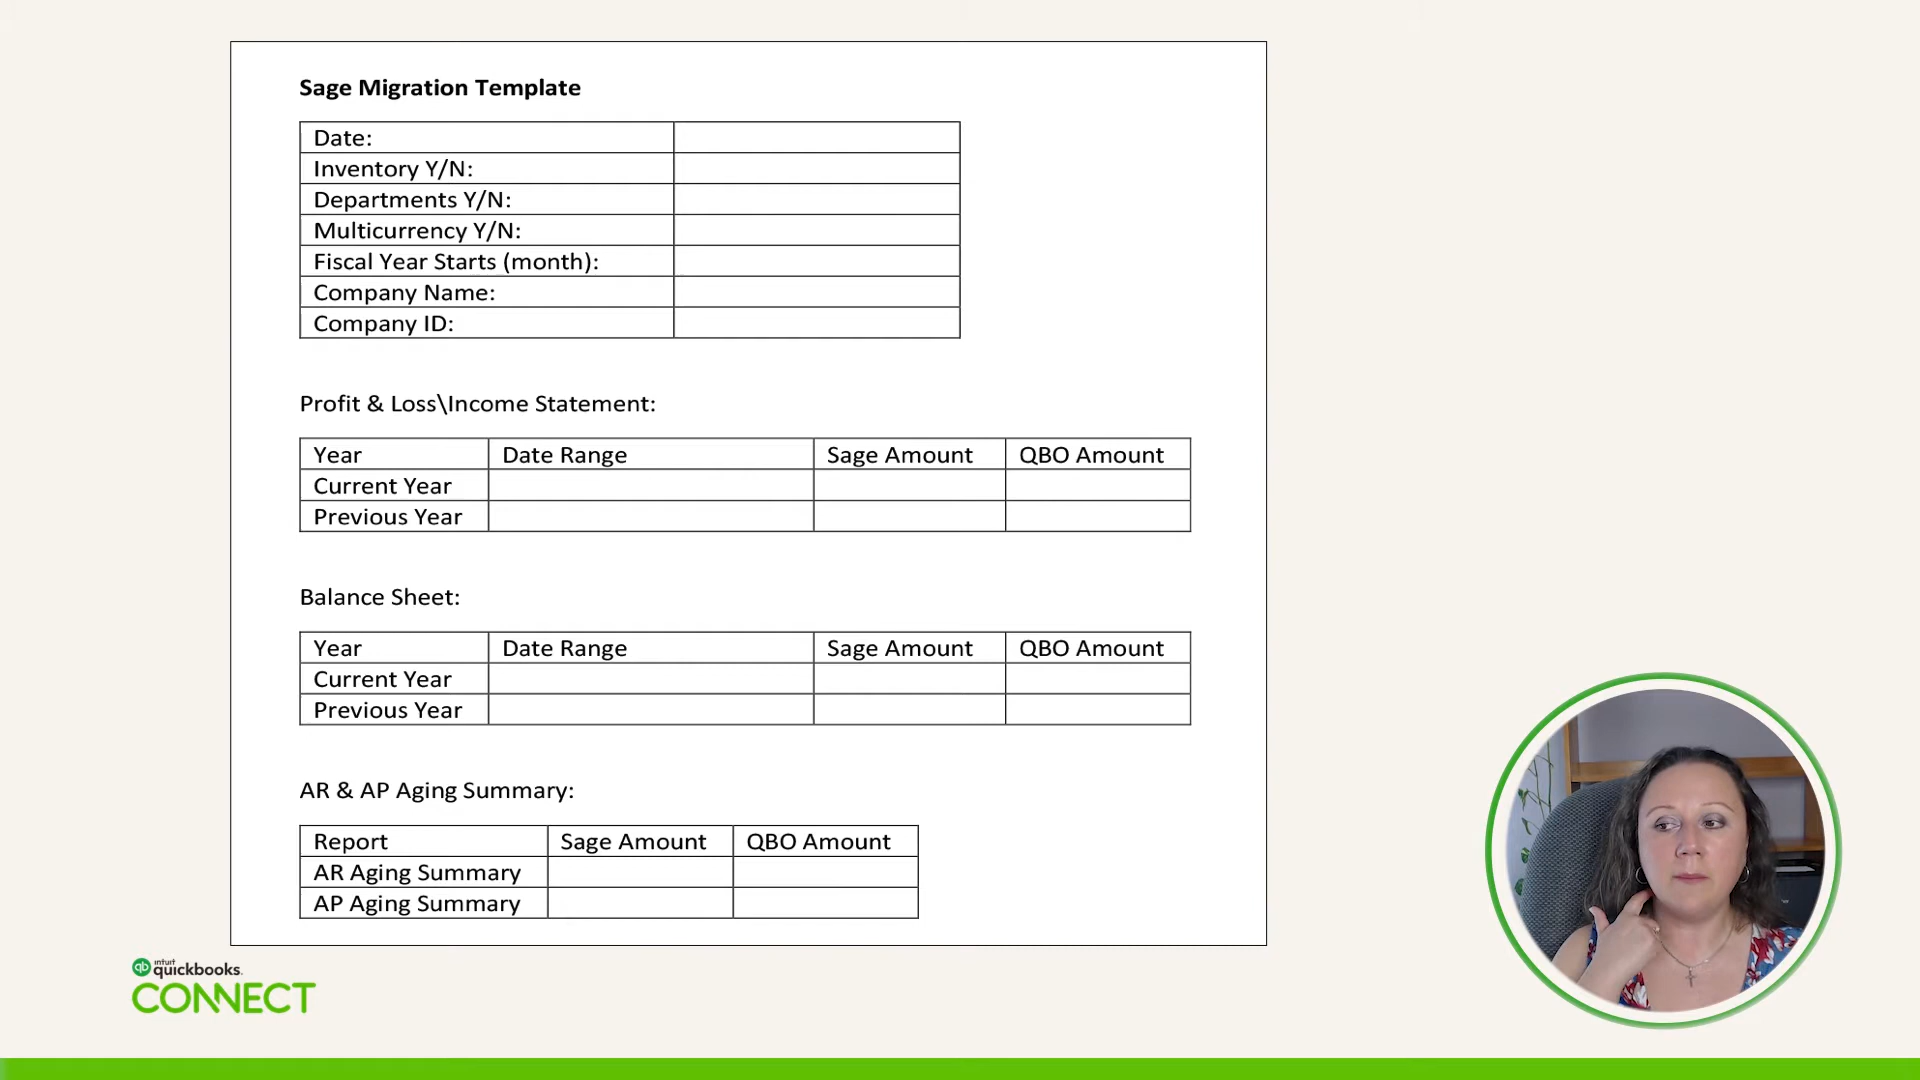 Sage Migration Template
Date:
Inventory Y/N:
Departments Y/N:
Multicurrency Y/N:
Fiscal Year Starts (month):
Company Name:
Company ID:
Profit & Loss\Income Statement:
Year Date Range Sage Amount QBO Amount
Current Year
Previous Year
Balance Sheet:
Year Date Range Sage Amount QBO Amount
Current Year
Previous Year
AR & AP Aging Summary:
Report Sage Amount QBO Amount
AR Aging Summary
AP Aging Summary
qb
intuit
quickbooks.
CONNECT